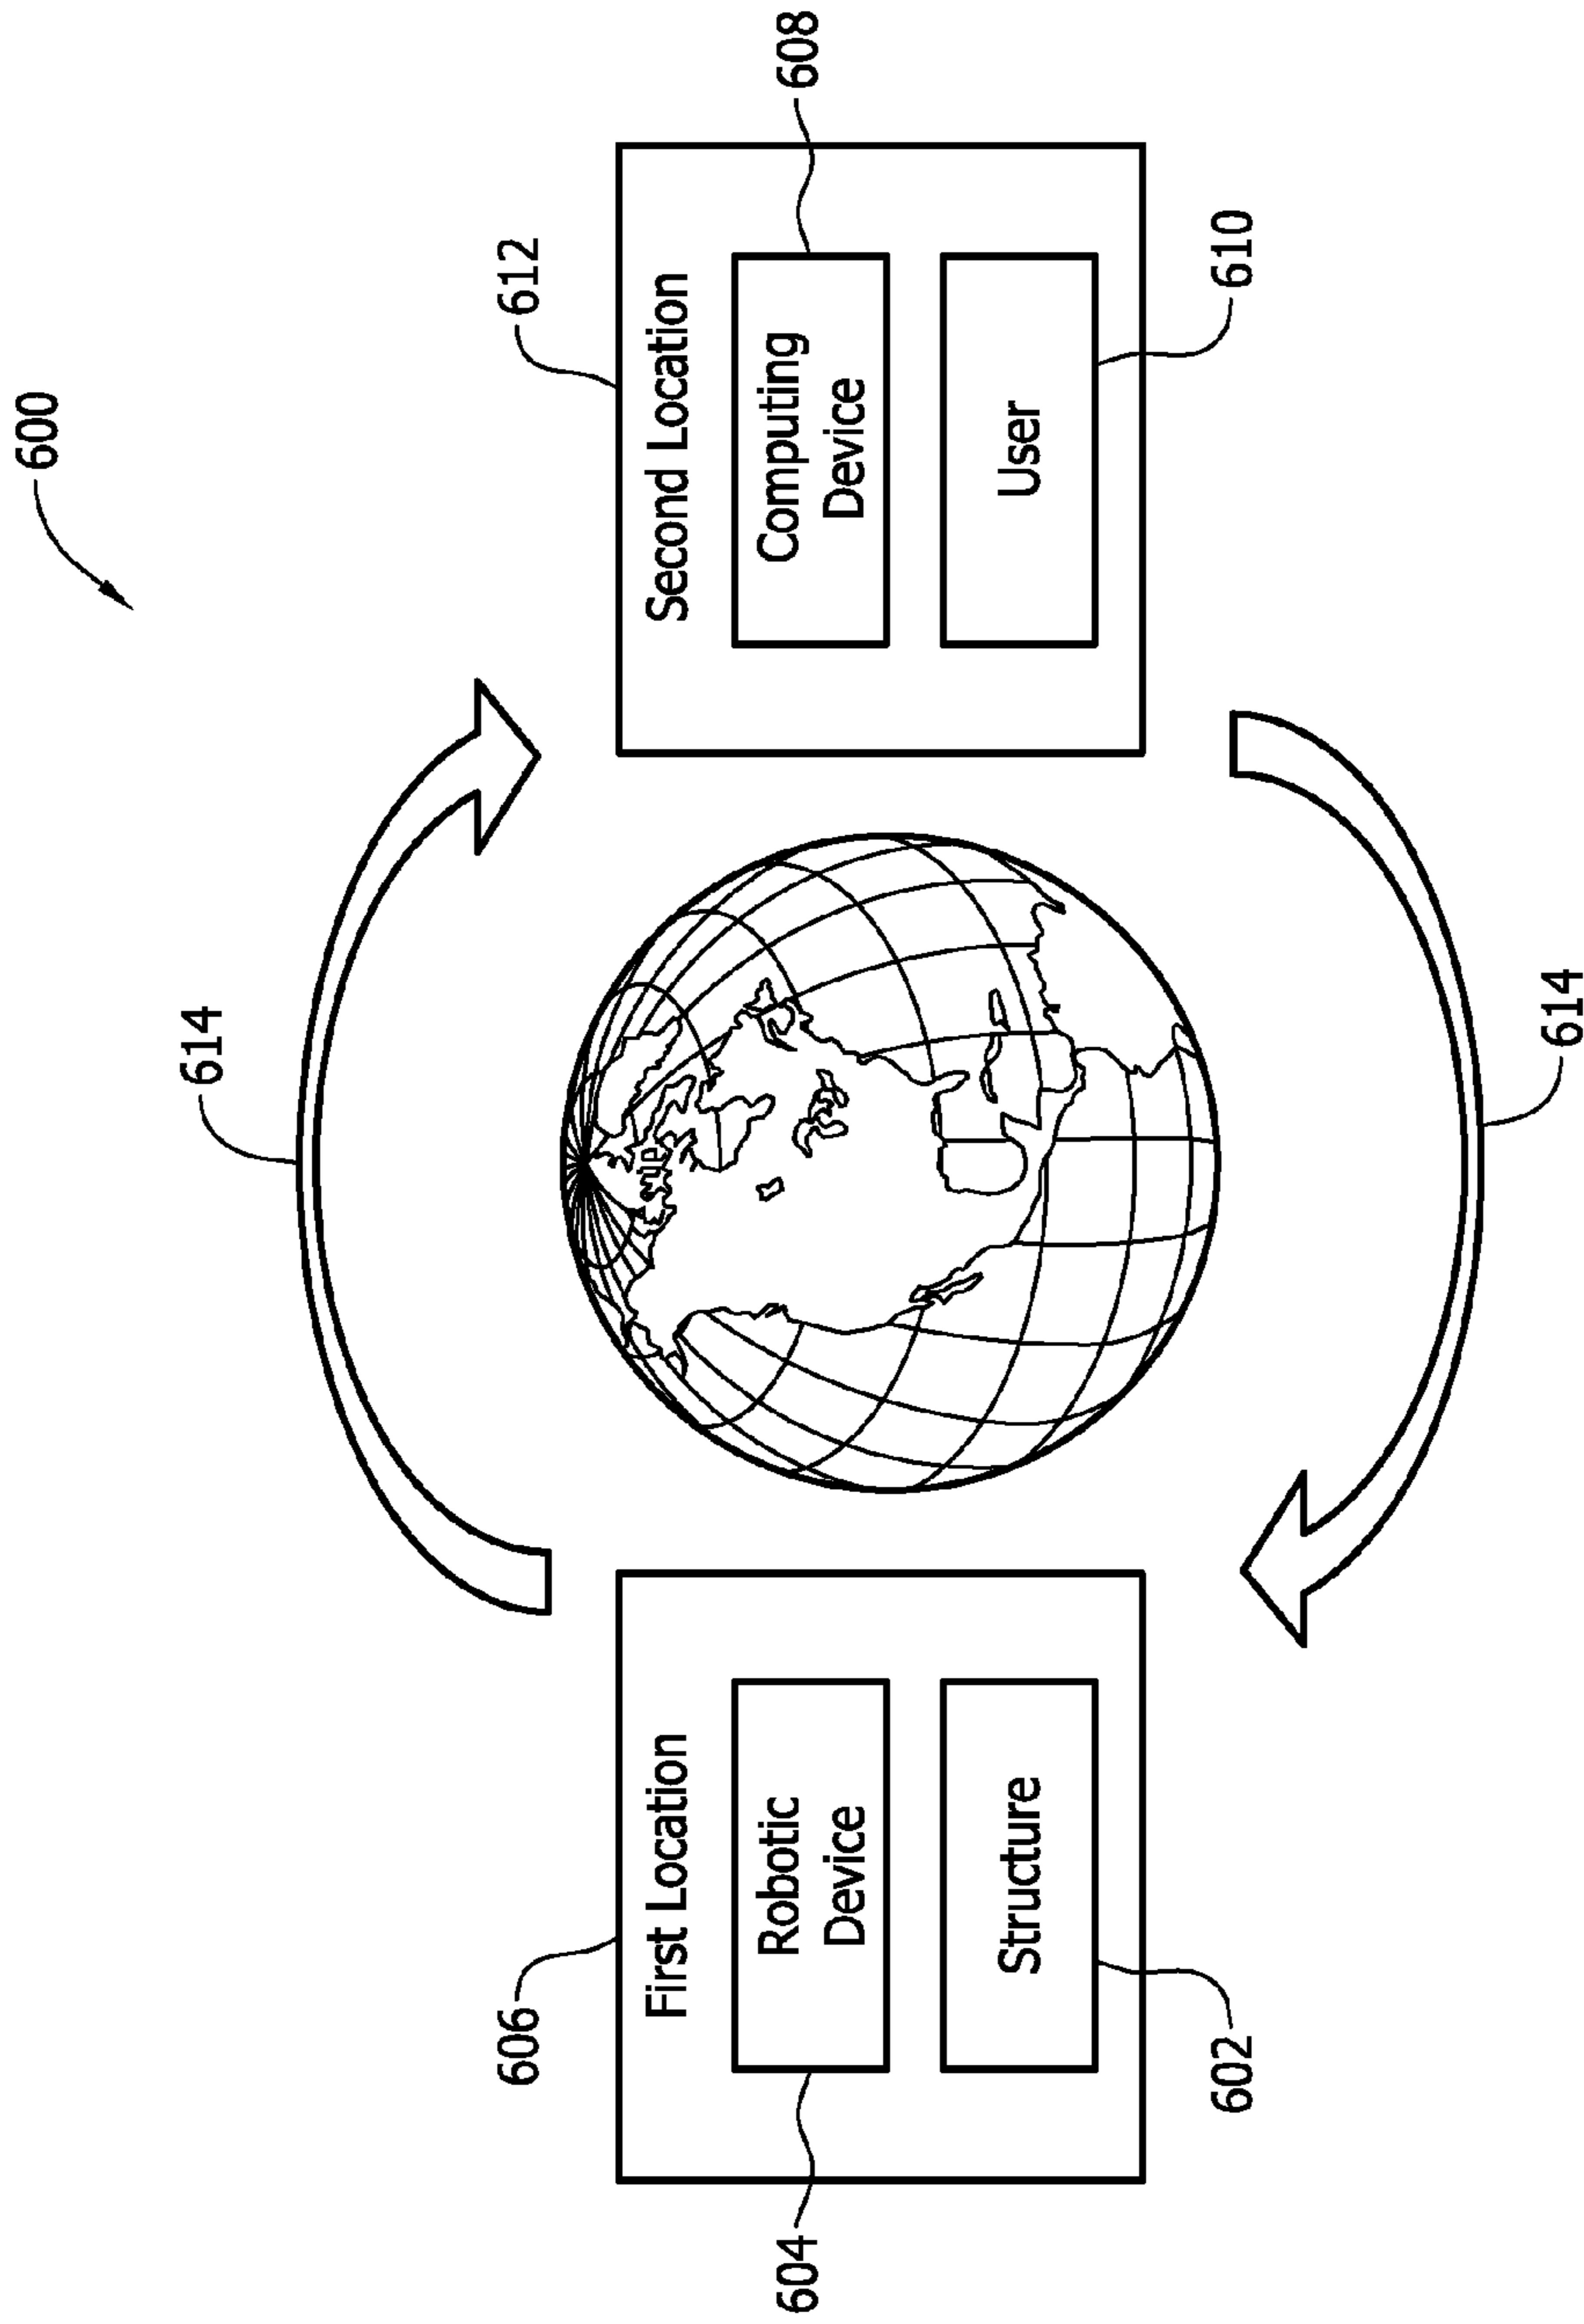 600
614
606
First Location
Robotic
Device
604
Structure
602
612
Second Location
Computing
Device
608
User
610
614